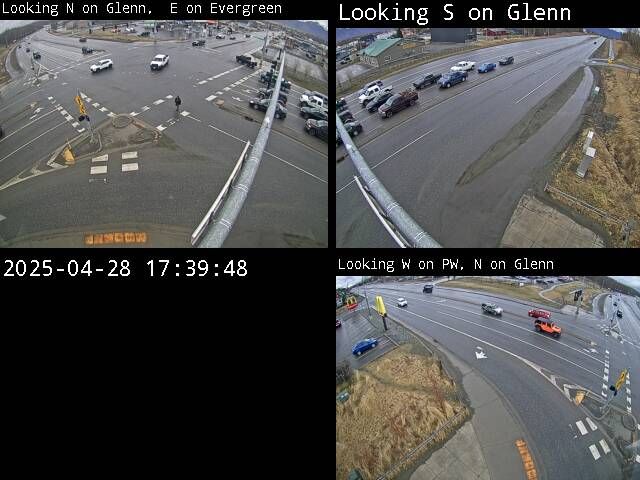 Looking N on Glenn,  E on Evergreen
Looking S on Glenn
2025-04-28 17:39:48
Looking W on PW, N on Glenn